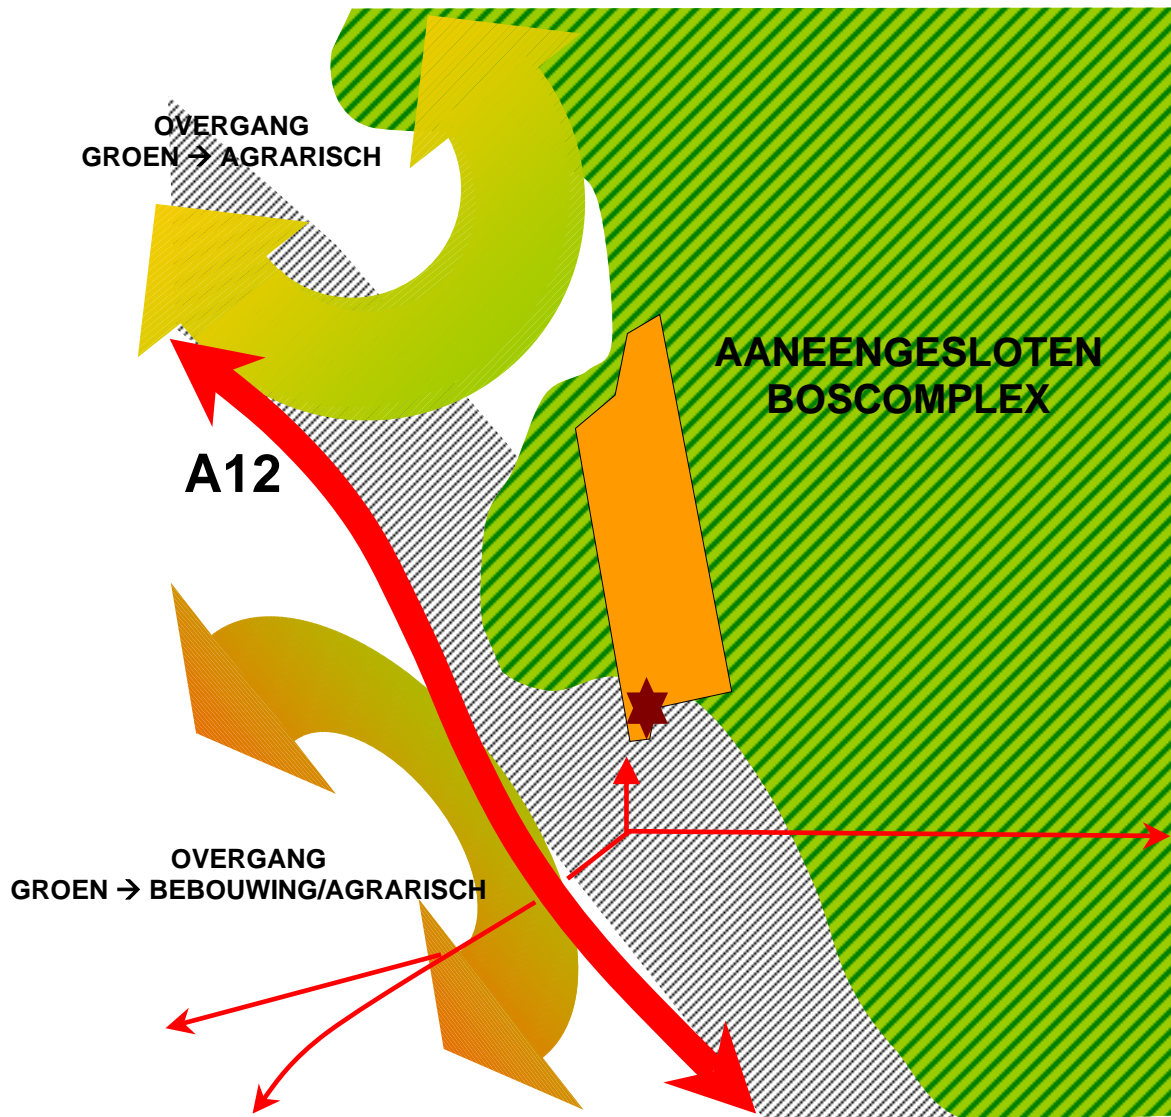 OVERGANG
GROEN → AGRARISCH
AANEENGESLOTEN
BOSCOMPLEX
A12
OVERGANG
GROEN → BEBOUWING/AGRARISCH